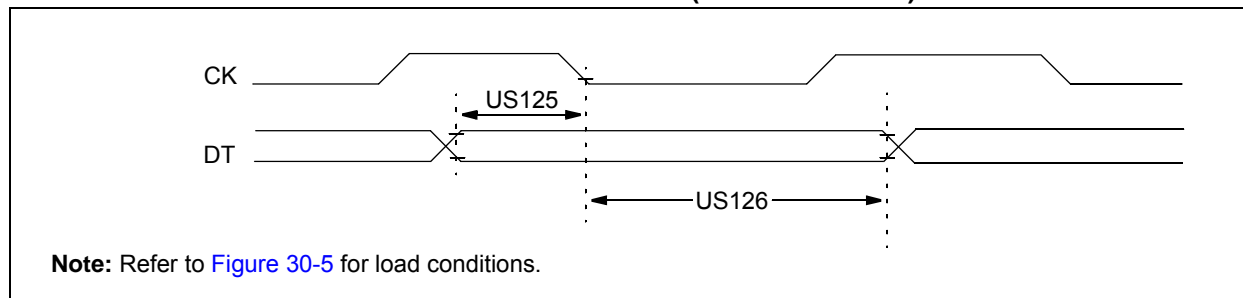 CK
US125
DT
US126
Note: Refer to Figure 30-5 for load conditions.